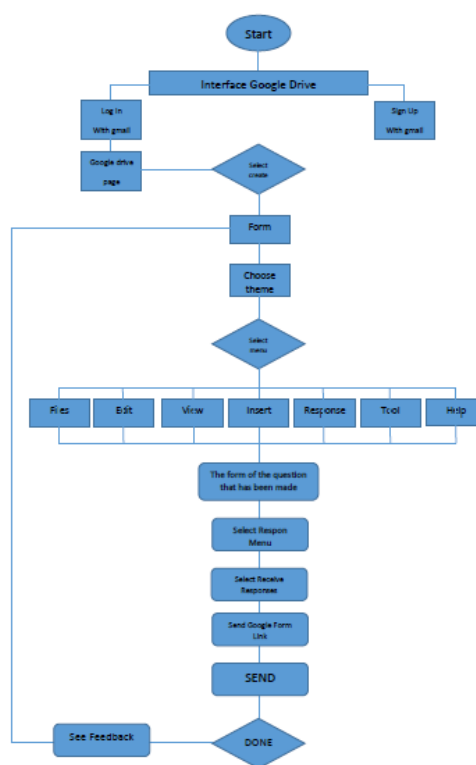 Start
Interface Google Drive
Log In
With gmail
Sign Up
With gmail
Google drive
page
Select
create
Form
Choose
theme
Select
menu
Files
Edit
View
Insert
Response
Tool
Help
The form of the question
that has been made
Select Respon
Menu
Select Receive
Responses
Send Google Form
Link
SEND
See Feedback
DONE